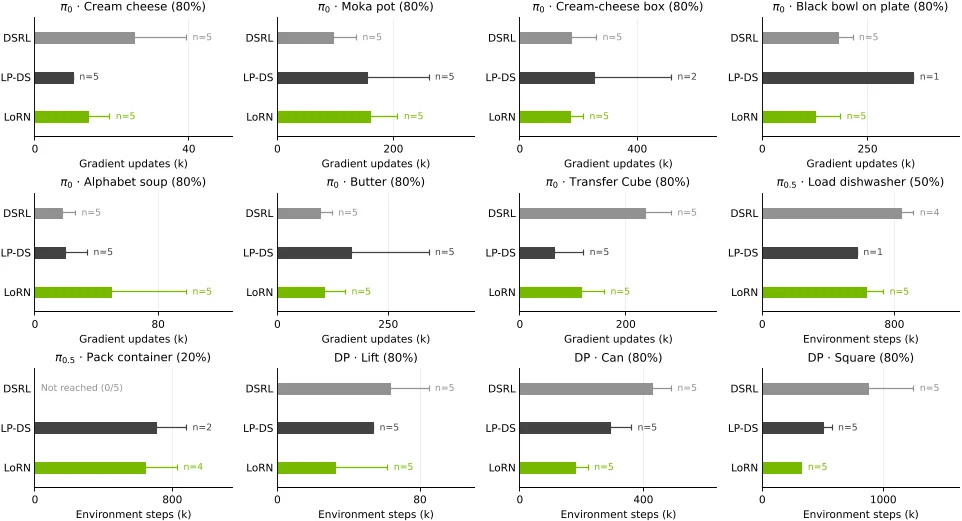 π0 · Cream cheese (80%)
DSRL n=5
LP-DS n=5
LoRN n=5
0 40
Gradient updates (k)
π0 · Moka pot (80%)
DSRL n=5
LP-DS n=5
LoRN n=5
0 200
Gradient updates (k)
π0 · Cream-cheese box (80%)
DSRL n=5
LP-DS n=2
LoRN n=5
0 400
Gradient updates (k)
π0 · Black bowl on plate (80%)
DSRL n=5
LP-DS n=1
LoRN n=5
0 250
Gradient updates (k)
π0 · Alphabet soup (80%)
DSRL n=5
LP-DS n=5
LoRN n=5
0 80
Gradient updates (k)
π0 · Butter (80%)
DSRL n=5
LP-DS n=5
LoRN n=5
0 250
Gradient updates (k)
π0 · Transfer Cube (80%)
DSRL n=5
LP-DS n=5
LoRN n=5
0 200
Gradient updates (k)
π0.5 · Load dishwasher (50%)
DSRL n=4
LP-DS n=1
LoRN n=5
0 800
Environment steps (k)
π0.5 · Pack container (20%)
DSRL Not reached (0/5)
LP-DS n=2
LoRN n=4
0 800
Environment steps (k)
DP · Lift (80%)
DSRL n=5
LP-DS n=5
LoRN n=5
0 80
Environment steps (k)
DP · Can (80%)
DSRL n=5
LP-DS n=5
LoRN n=5
0 400
Environment steps (k)
DP · Square (80%)
DSRL n=5
LP-DS n=5
LoRN n=5
0 1000
Environment steps (k)